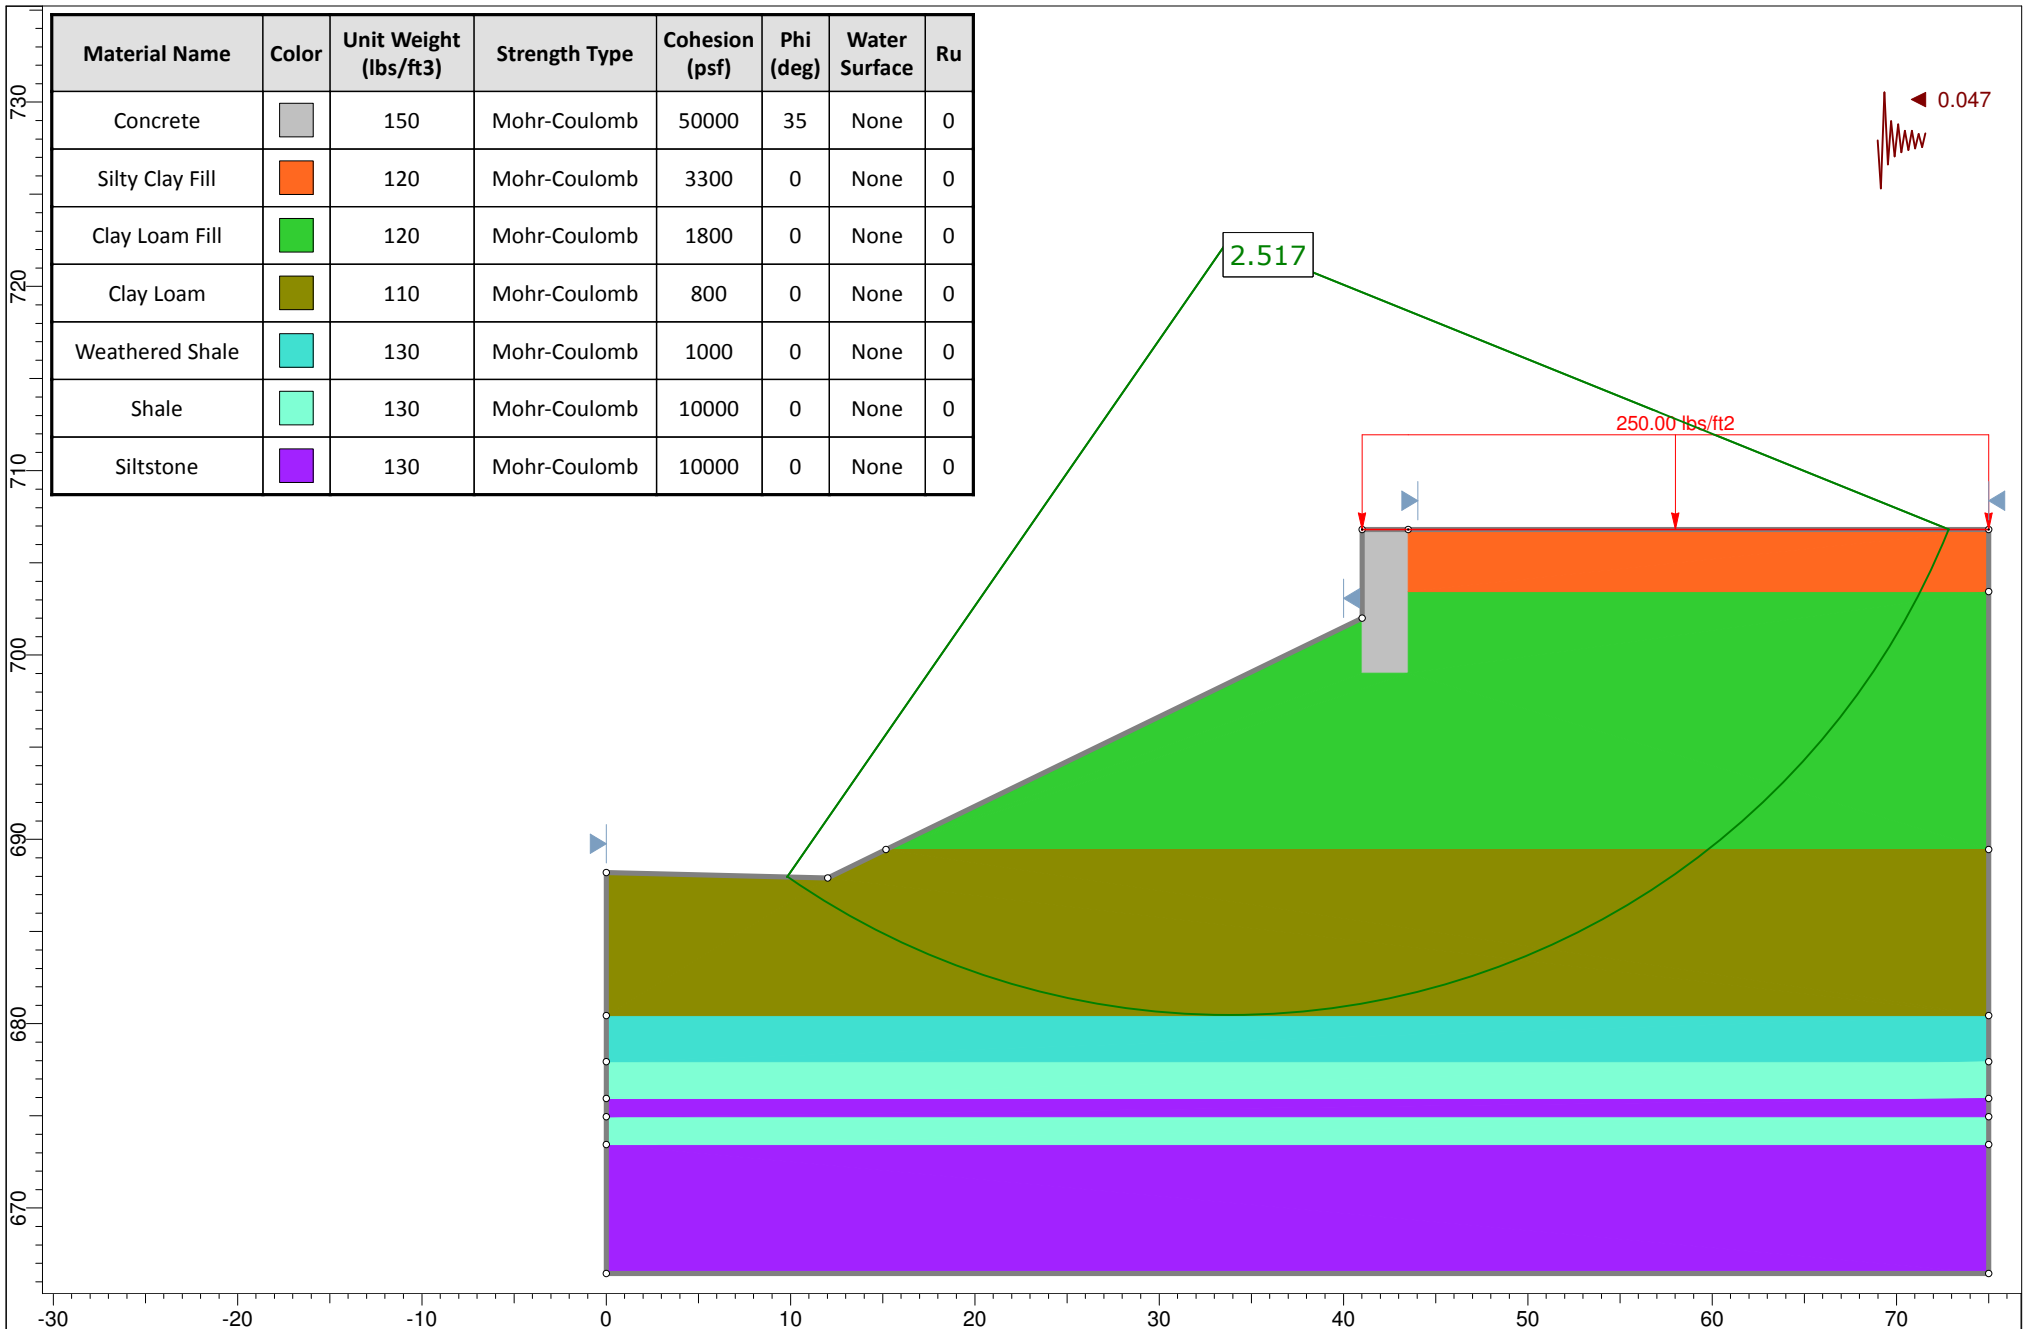 Material Name Color Unit Weight (lbs/ft3) Strength Type Cohesion (psf) Phi (deg) Water Surface Ru
Concrete 150 Mohr-Coulomb 50000 35 None 0
Silty Clay Fill 120 Mohr-Coulomb 3300 0 None 0
Clay Loam Fill 120 Mohr-Coulomb 1800 0 None 0
Clay Loam 110 Mohr-Coulomb 800 0 None 0
Weathered Shale 130 Mohr-Coulomb 1000 0 None 0
Shale 130 Mohr-Coulomb 10000 0 None 0
Siltstone 130 Mohr-Coulomb 10000 0 None 0
0.047
2.517
250.00 lbs/ft2
730
720
710
700
690
680
670
-30 -20 -10 0 10 20 30 40 50 60 70